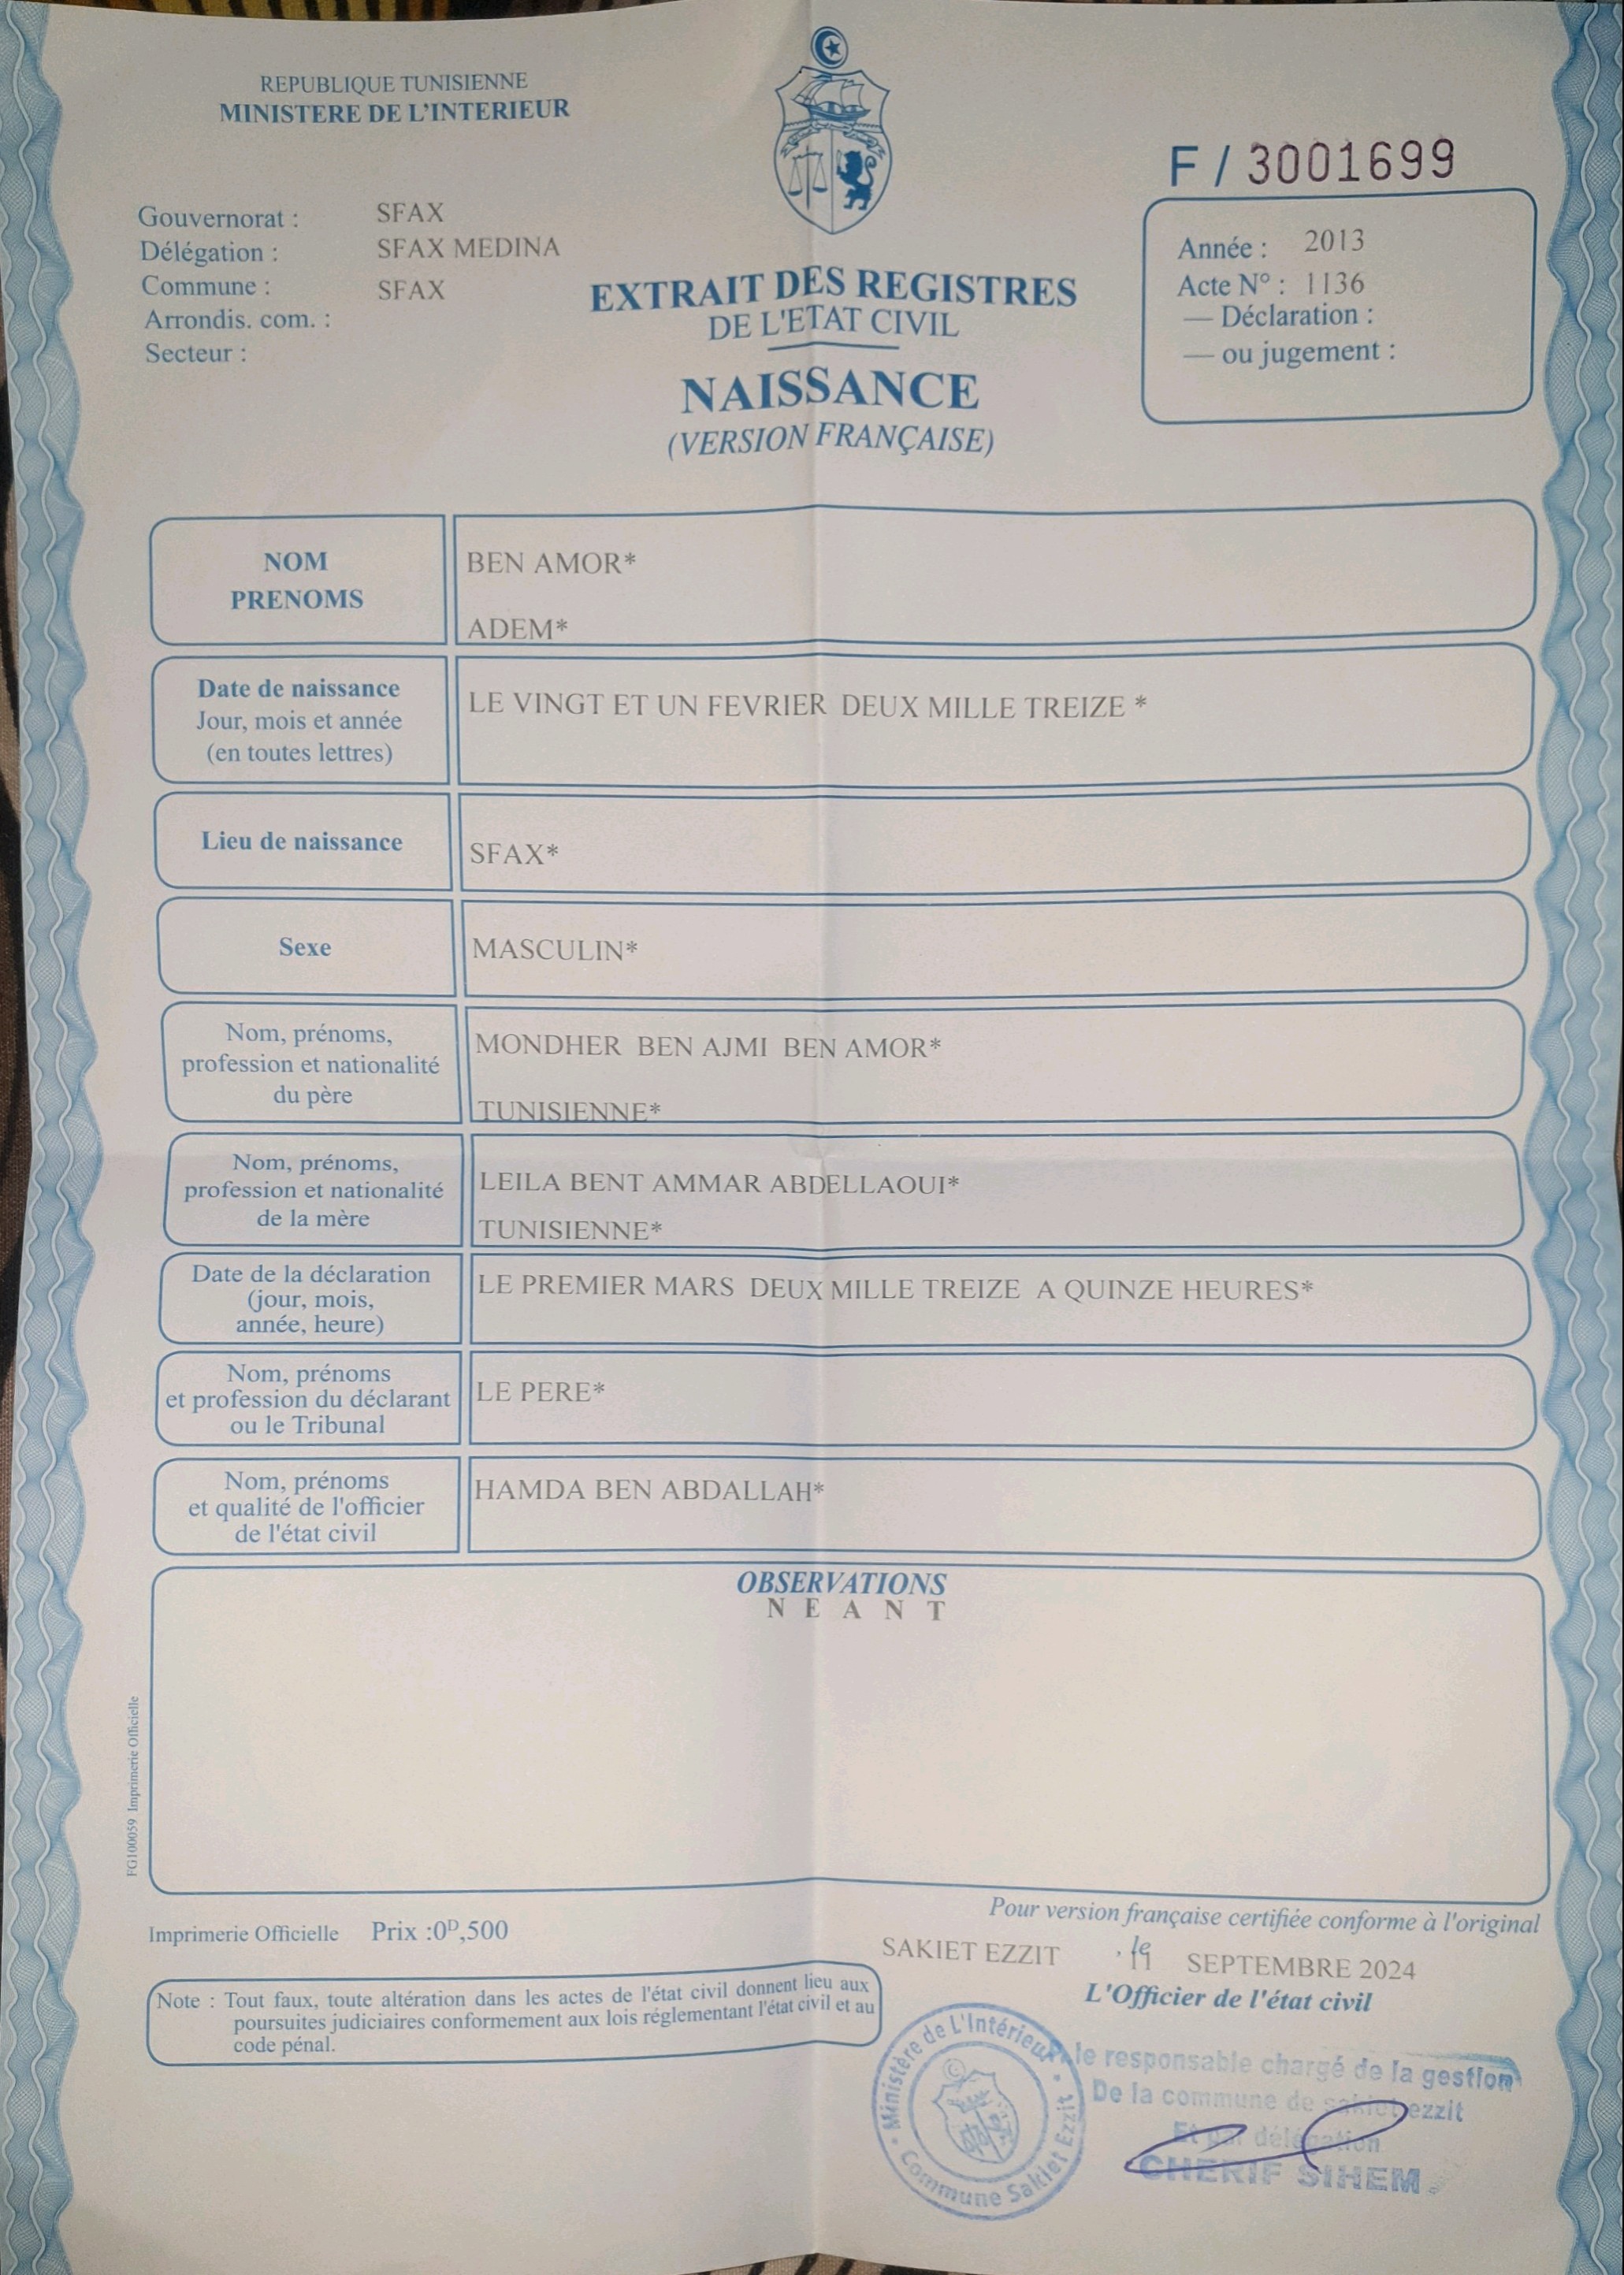 REPUBLIQUE TUNISIENNE
MINISTERE DE L'INTERIEUR
F / 3001699
Gouvernorat : SFAX
Délégation : SFAX MEDINA
Commune : SFAX
Arrondis. com. :
Secteur :
EXTRAIT DES REGISTRES
DE L'ETAT CIVIL
NAISSANCE
(VERSION FRANÇAISE)
Année : 2013
Acte N° : 1136
— Déclaration :
— ou jugement :
NOM
PRENOMS
BEN AMOR*
ADEM*
Date de naissance
Jour, mois et année
(en toutes lettres)
LE VINGT ET UN FEVRIER DEUX MILLE TREIZE *
Lieu de naissance
SFAX*
Sexe
MASCULIN*
Nom, prénoms,
profession et nationalité
du père
MONDHER BEN AJMI BEN AMOR*
TUNISIENNE*
Nom, prénoms,
profession et nationalité
de la mère
LEILA BENT AMMAR ABDELLAOUI*
TUNISIENNE*
Date de la déclaration
(jour, mois,
année, heure)
LE PREMIER MARS DEUX MILLE TREIZE A QUINZE HEURES*
Nom, prénoms
et profession du déclarant
ou le Tribunal
LE PERE*
Nom, prénoms
et qualité de l'officier
de l'état civil
HAMDA BEN ABDALLAH*
OBSERVATIONS
N E A N T
FG100059 Imprimerie Officielle
Imprimerie Officielle Prix :0ᴰ,500
Pour version française certifiée conforme à l'original
SAKIET EZZIT SEPTEMBRE 2024
L'Officier de l'état civil
Note : Tout faux, toute altération dans les actes de l'état civil donnent lieu aux
poursuites judiciaires conformement aux lois réglementant l'état civil et au
code pénal.
Ministère de L'Intérieur
Commune Sakiet Ezzit
le responsable chargé de la gestion
De la commune de sakiet ezzit
Et par délégation
CHERIF SIHEM